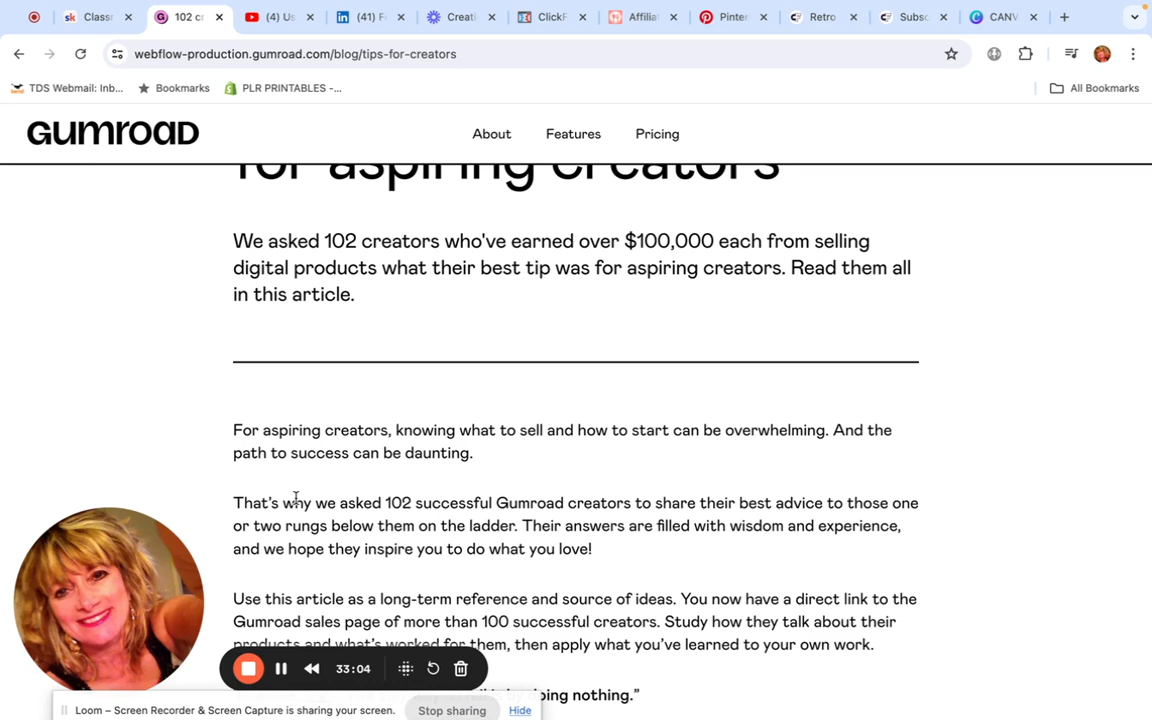 Classr
102 cr
(4) Us
(41) F
Creati
ClickF
Affiliat
Pinter
Retro
Subsc
CANV
webflow-production.gumroad.com/blog/tips-for-creators
TDS Webmail: Inb...
Bookmarks
PLR PRINTABLES -...
All Bookmarks
GUMROAD
About
Features
Pricing
for aspiring creators
We asked 102 creators who've earned over $100,000 each from selling
digital products what their best tip was for aspiring creators. Read them all
in this article.
For aspiring creators, knowing what to sell and how to start can be overwhelming. And the
path to success can be daunting.
That's why we asked 102 successful Gumroad creators to share their best advice to those one
or two rungs below them on the ladder. Their answers are filled with wisdom and experience,
and we hope they inspire you to do what you love!
Use this article as a long-term reference and source of ideas. You now have a direct link to the
Gumroad sales page of more than 100 successful creators. Study how they talk about their
products and what's worked for them, then apply what you've learned to your own work.
33:04
by doing nothing."
Loom – Screen Recorder & Screen Capture is sharing your screen.
Stop sharing
Hide